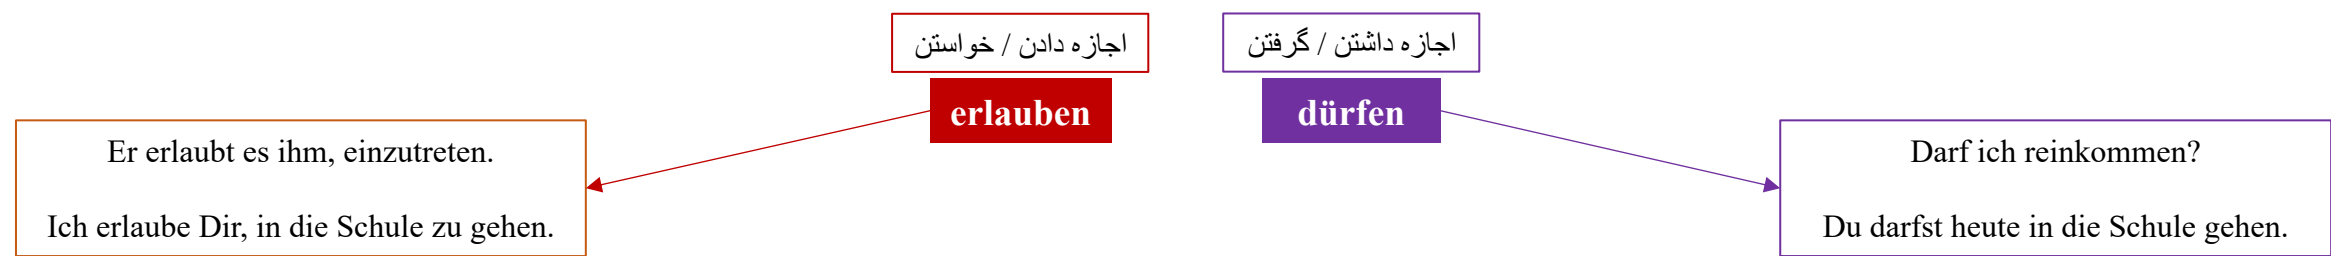 اجازه دادن / خواستن
اجازه داشتن / گرفتن
erlauben
dürfen
Er erlaubt es ihm, einzutreten.
Ich erlaube Dir, in die Schule zu gehen.
Darf ich reinkommen?
Du darfst heute in die Schule gehen.